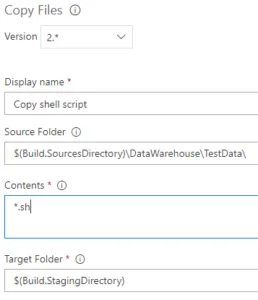 Copy Files
Version 2.*
Display name *
Copy shell script
Source Folder
$(Build.SourcesDirectory)\DataWarehouse\TestData\
Contents *
*.sh
Target Folder *
$(Build.StagingDirectory)